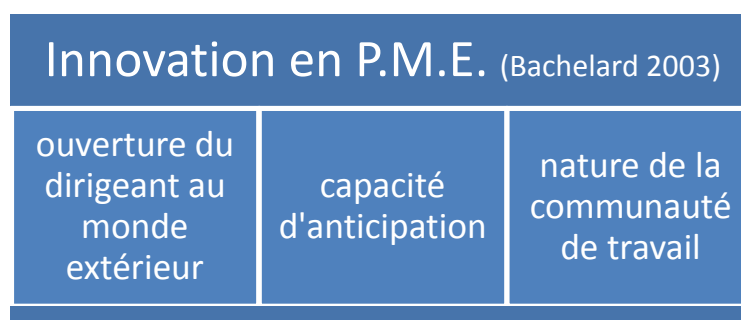 Innovation en P.M.E. (Bachelard 2003)
ouverture du
dirigeant au
monde
extérieur
capacité
d'anticipation
nature de la
communauté
de travail